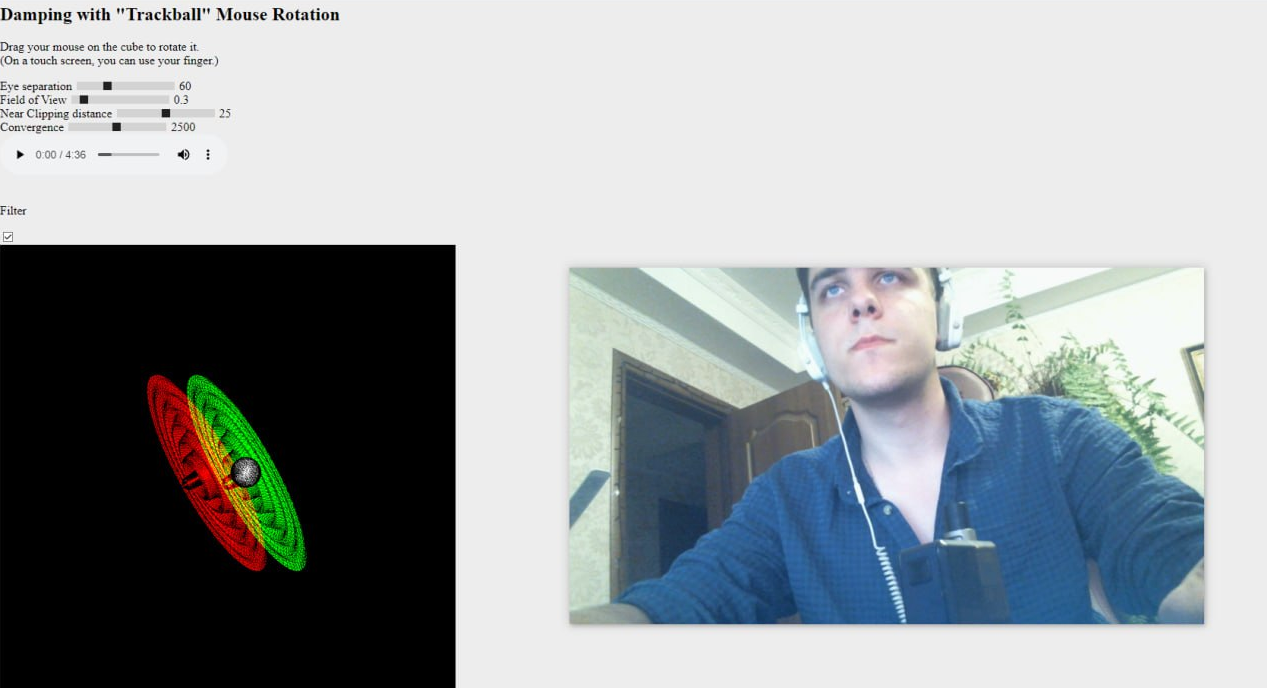 Damping with "Trackball" Mouse Rotation
Drag your mouse on the cube to rotate it.
(On a touch screen, you can use your finger.)
Eye separation 60
Field of View 0.3
Near Clipping distance 25
Convergence 2500
0:00 / 4:36
Filter